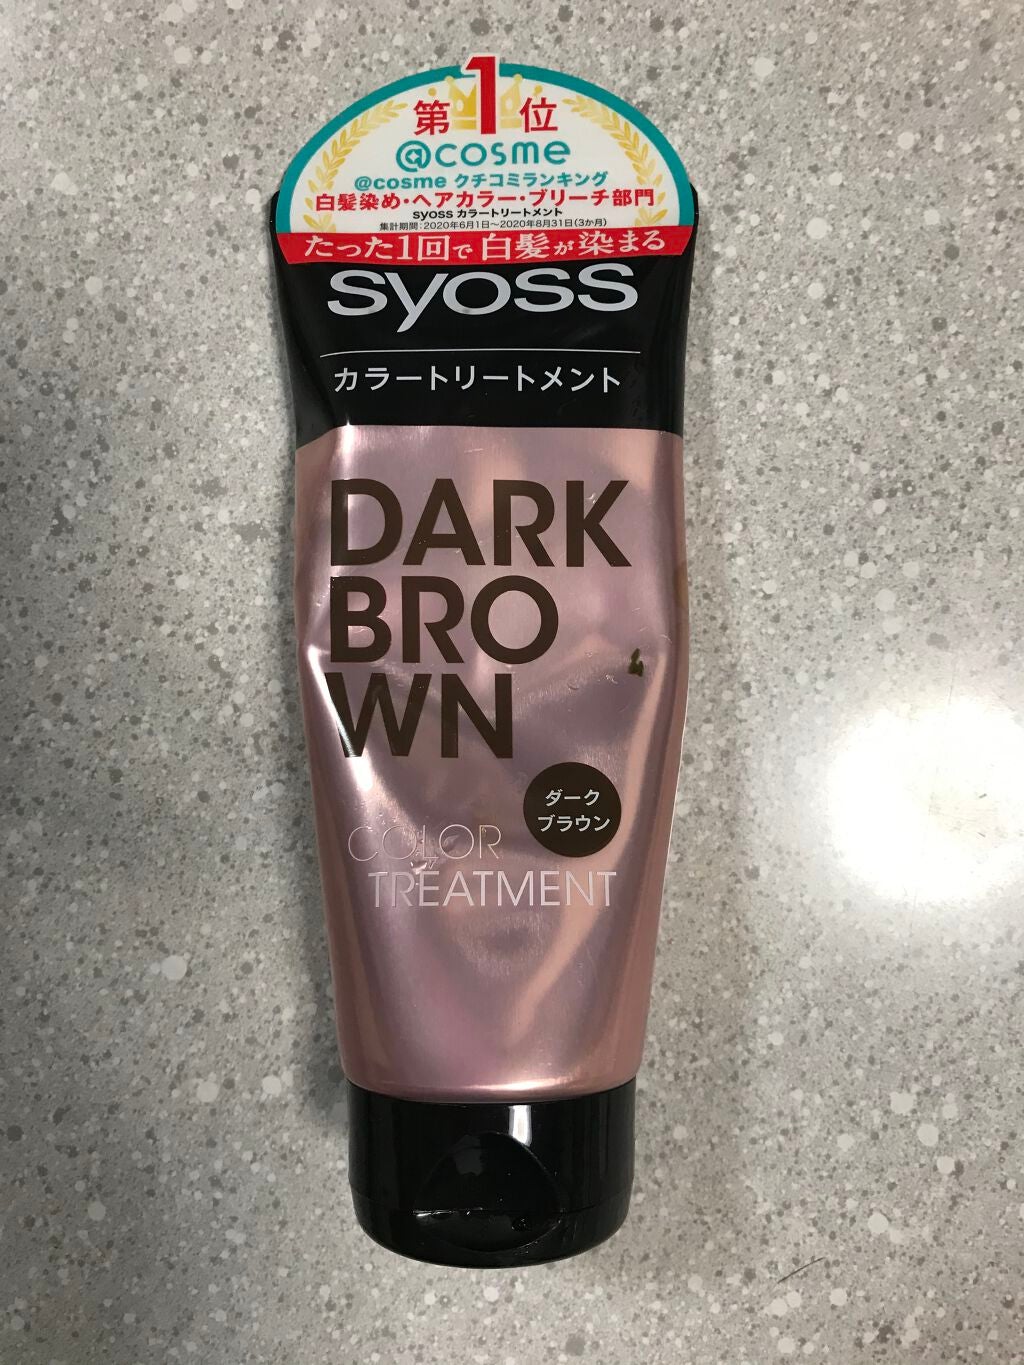 第1位
@cosme
@cosme クチコミランキング
白髪染め・ヘアカラー・ブリーチ部門
syoss カラートリートメント
集計期間:2020年6月1日～2020年8月31日(3か月)
たった1回で白髪が染まる
syoss
カラートリートメント
DARK
BRO
WN
ダーク
ブラウン
COLOR
TREATMENT